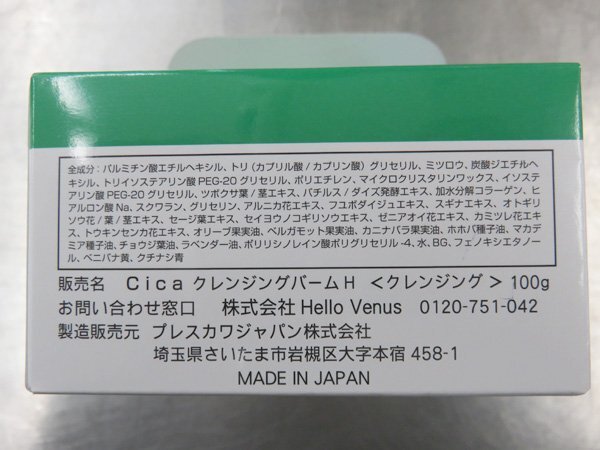 全成分：パルミチン酸エチルヘキシル、トリ（カプリル酸 / カプリン酸）グリセリル、ミツロウ、炭酸ジエチルヘ
キシル、トリイソステアリン酸PEG-20グリセリル、ポリエチレン、マイクロクリスタリンワックス、イソステ
アリン酸PEG-20グリセリル、ツボクサ葉 / 茎エキス、バチルス / ダイズ発酵エキス、加水分解コラーゲン、ヒ
アルロン酸Na、スクワラン、グリセリン、アルニカ花エキス、フユボダイジュエキス、スギナエキス、オトギリ
ソウ花 / 葉 / 茎エキス、セージ葉エキス、セイヨウノコギリソウエキス、ゼニアオイ花エキス、カミツレ花エキ
ス、トウキンセンカ花エキス、オリーブ果実油、ベルガモット果実油、カニナバラ果実油、ホホバ種子油、マカデ
ミア種子油、チョウジ葉油、ラベンダー油、ポリリシノレイン酸ポリグリセリル-4、水、BG、フェノキシエタノー
ル、ベニバナ黄、クチナシ青
販売名 Cica クレンジングバームH ＜クレンジング＞ 100g
お問い合わせ窓口 株式会社Hello Venus 0120-751-042
製造販売元 プレスカワジャパン株式会社
埼玉県さいたま市岩槻区大字本宿 458-1
MADE IN JAPAN